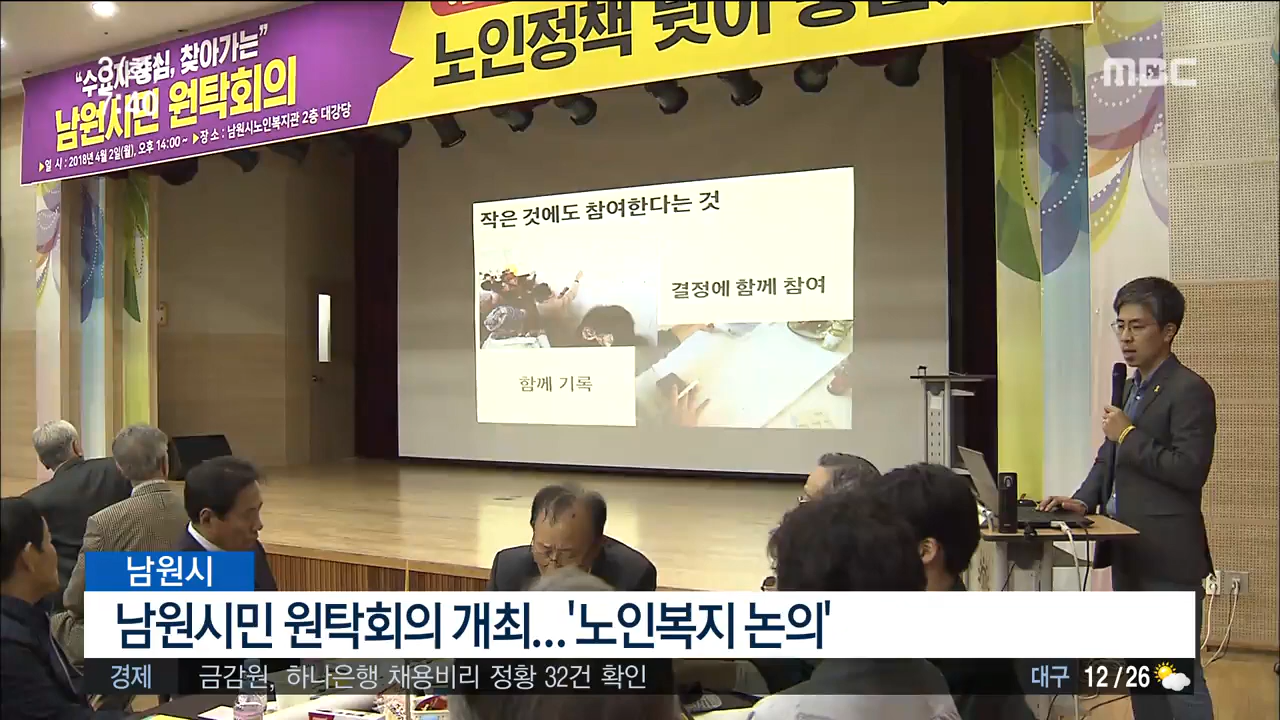 "수요자 중심, 찾아가는"
남원시민 원탁회의
▶일 시 : 2018년 4월 2일(월), 오후 14:00~ ▶장 소 : 남원시노인복지관 2층 대강당
노인정책 뭣이
MBC
작은 것에도 참여한다는 것
결정에 함께 참여
함께 기록
남원시
남원시민 원탁회의 개최...'노인복지 논의'
경제 금감원, 하나은행 채용비리 정황 32건 확인
대구 12/26